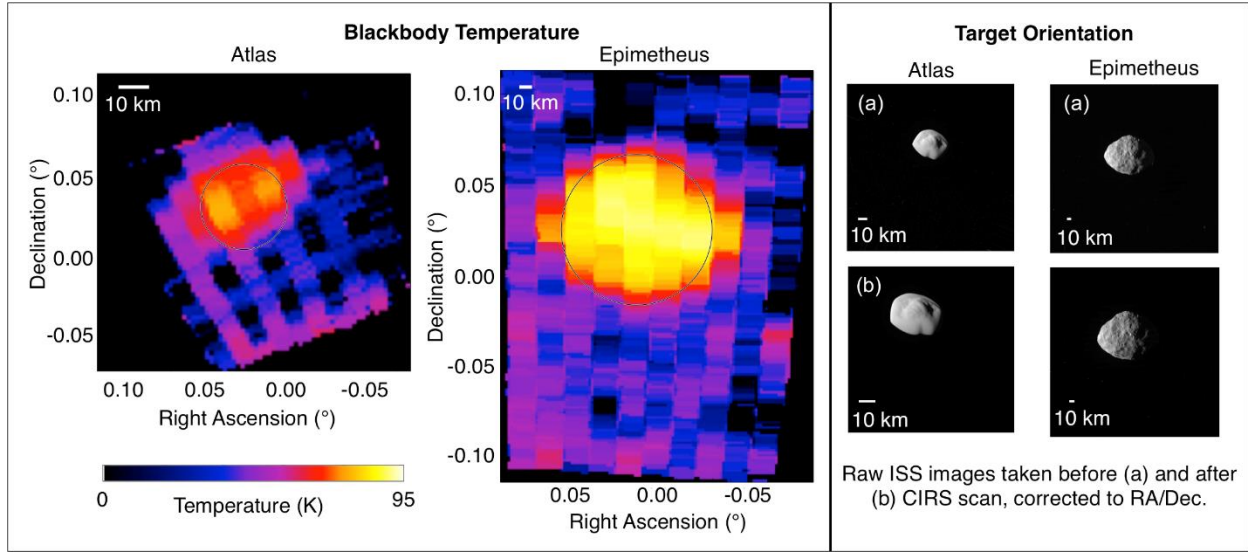 Blackbody Temperature
Atlas
10 km
0.10
0.05
0.00
-0.05
Declination (°)
0.10 0.05 0.00 -0.05
Right Ascension (°)
0 95
Temperature (K)
Epimetheus
10 km
0.10
0.05
0.00
-0.05
-0.10
Declination (°)
0.05 0.00 -0.05
Right Ascension (°)
Target Orientation
Atlas
(a)
10 km
(b)
10 km
Epimetheus
(a)
10 km
10 km
Raw ISS images taken before (a) and after
(b) CIRS scan, corrected to RA/Dec.